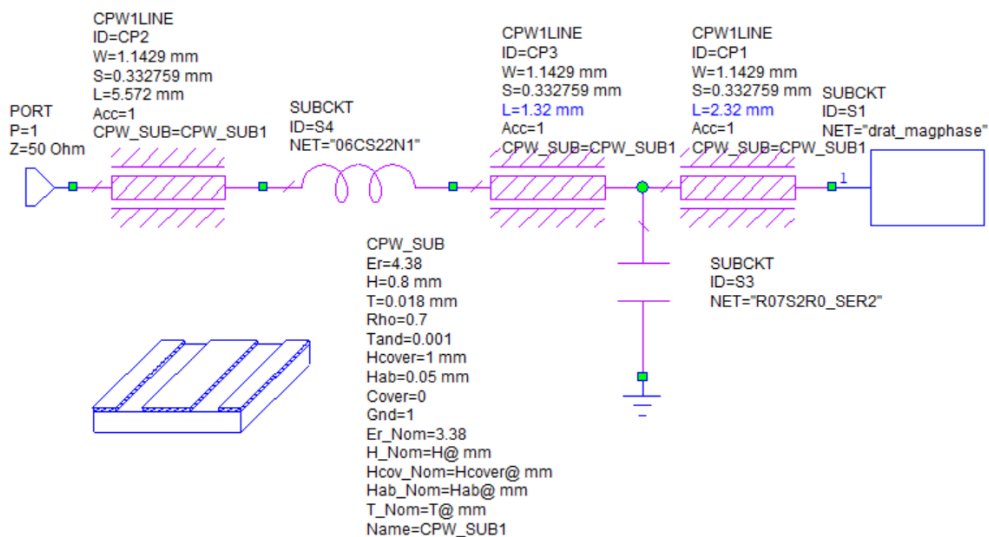 CPW1LINE
ID=CP2
W=1.1429 mm
S=0.332759 mm
L=5.572 mm
Acc=1
CPW_SUB=CPW_SUB1
PORT
P=1
Z=50 Ohm
SUBCKT
ID=S4
NET="06CS22N1"
CPW1LINE
ID=CP3
W=1.1429 mm
S=0.332759 mm
L=1.32 mm
Acc=1
CPW_SUB=CPW_SUB1
CPW1LINE
ID=CP1
W=1.1429 mm
S=0.332759 mm
L=2.32 mm
Acc=1
CPW_SUB=CPW_SUB1
SUBCKT
ID=S1
NET="drat_magphase"
1
CPW_SUB
Er=4.38
H=0.8 mm
T=0.018 mm
Rho=0.7
Tand=0.001
Hcover=1 mm
Hab=0.05 mm
Cover=0
Gnd=1
Er_Nom=3.38
H_Nom=H@ mm
Hcov_Nom=Hcover@ mm
Hab_Nom=Hab@ mm
T_Nom=T@ mm
Name=CPW_SUB1
SUBCKT
ID=S3
NET="R07S2R0_SER2"